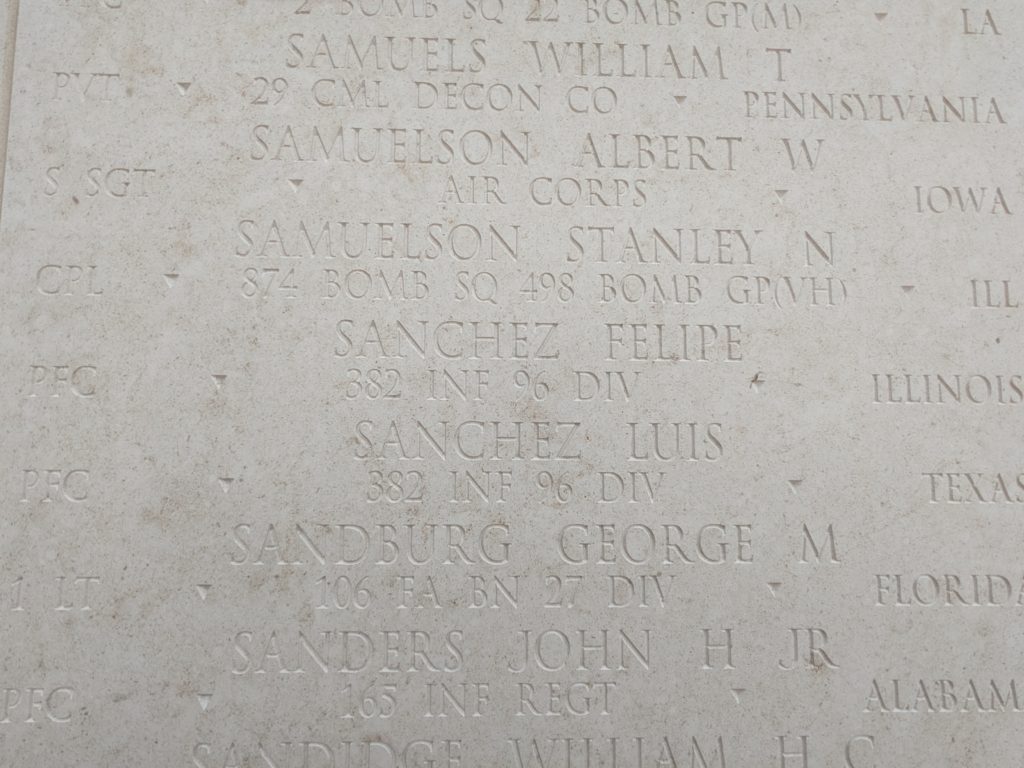 2 BOMB SQ 22 BOMB GP(M) LA
SAMUELS WILLIAM T
PVT 29 CML DECON CO PENNSYLVANIA
SAMUELSON ALBERT W
S SGT AIR CORPS IOWA
SAMUELSON STANLEY N
CPL 874 BOMB SQ 498 BOMB GP(VH) ILL
SANCHEZ FELIPE
PFC 382 INF 96 DIV ILLINOIS
SANCHEZ LUIS
PFC 382 INF 96 DIV TEXAS
SANDBURG GEORGE M
1 LT 106 FA BN 27 DIV FLORIDA
SANDERS JOHN H JR
PFC 165 INF REGT ALABAM
SANDIDGE WILLIAM H C